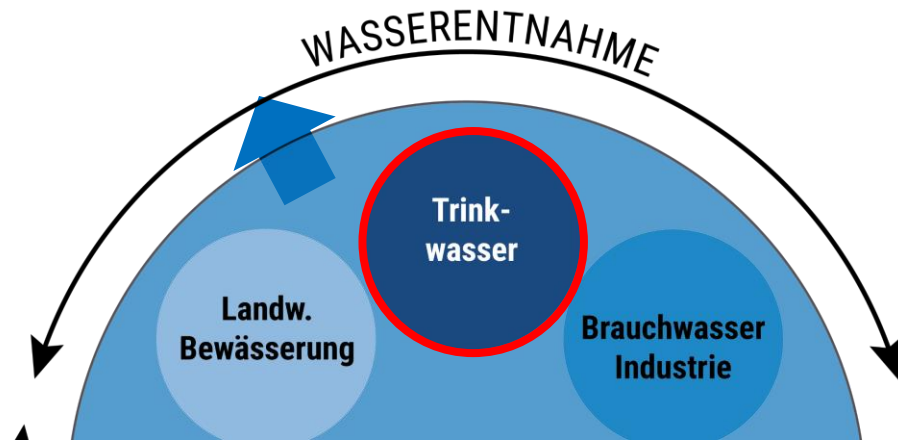 WASSERENTNAHME
Trink-
wasser
Landw.
Bewässerung
Brauchwasser
Industrie